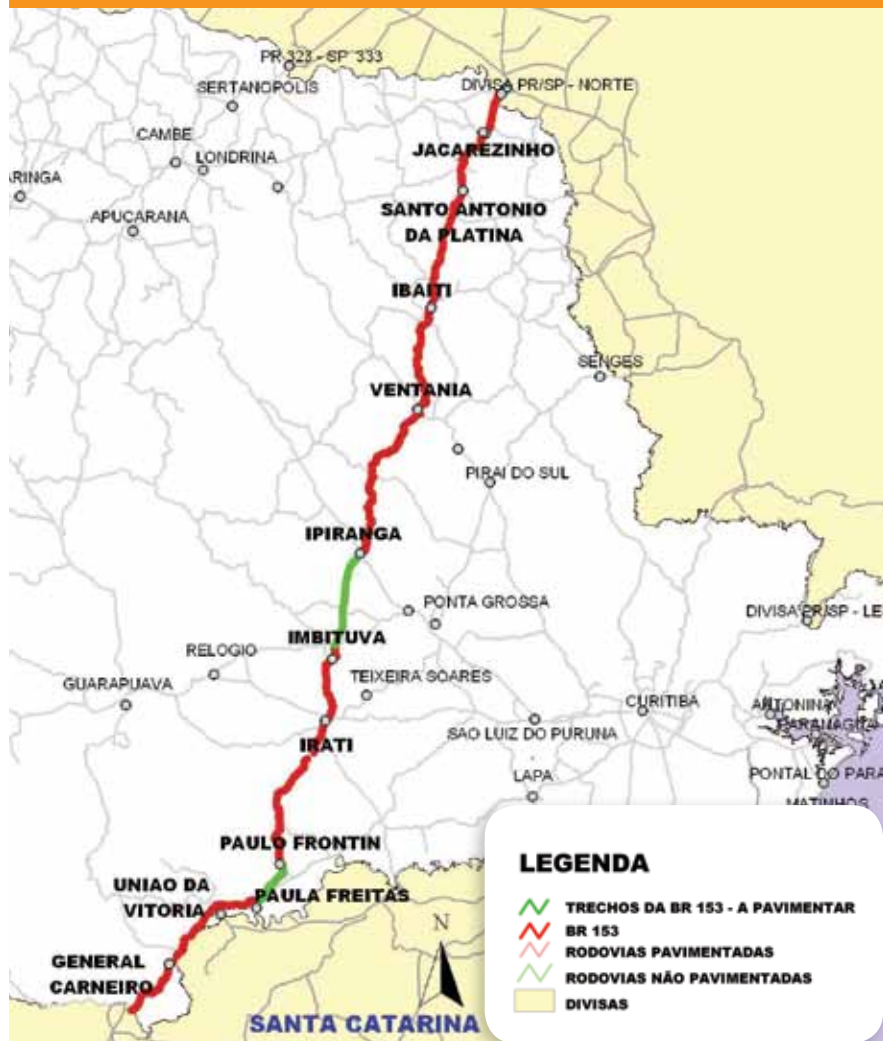 PR 323 - SP 333
DIVISA PR/SP - NORTE
SERTANOPOLIS
CAMBE
JACAREZINHO
LONDRINA
ARINGA
SANTO ANTONIO
DA PLATINA
APUCARANA
IBAITI
SENGES
VENTANIA
PIRAI DO SUL
IPIRANGA
PONTA GROSSA
DIVISA PR/SP - LE
IMBITUVA
RELOGIO
TEIXEIRA SOARES
GUARAPUAVA
CURITIBA
ANTONINA
PARANAGUA
SAO LUIZ DO PURUNA
IRATI
LAPA
PONTAL DO PARA
MATINHOS
PAULO FRONTIN
UNIAO DA
VITORIA
PAULA FREITAS
GENERAL
CARNEIRO
N
SANTA CATARINA
LEGENDA
TRECHOS DA BR 153 - A PAVIMENTAR
BR 153
RODOVIAS PAVIMENTADAS
RODOVIAS NÃO PAVIMENTADAS
DIVISAS